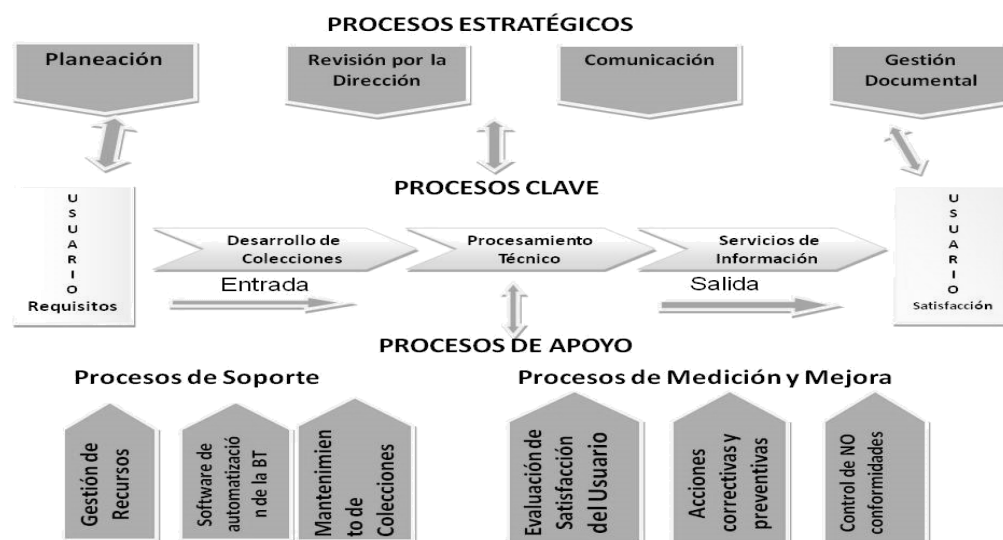 PROCESOS ESTRATÉGICOS
Planeación
Revisión por la
Dirección
Comunicación
Gestión
Documental
PROCESOS CLAVE
USUARIO
Requisitos
Desarrollo de
Colecciones
Procesamiento
Técnico
Servicios de
Información
USUARIO
Satisfacción
Entrada
Salida
PROCESOS DE APOYO
Procesos de Soporte
Procesos de Medición y Mejora
Gestión de
Recursos
Software de
automatizació
n de la BT
Mantenimien
to de
Colecciones
Evaluación de
Satisfacción
del Usuario
Acciones
correctivas y
preventivas
Control de NO
conformidades